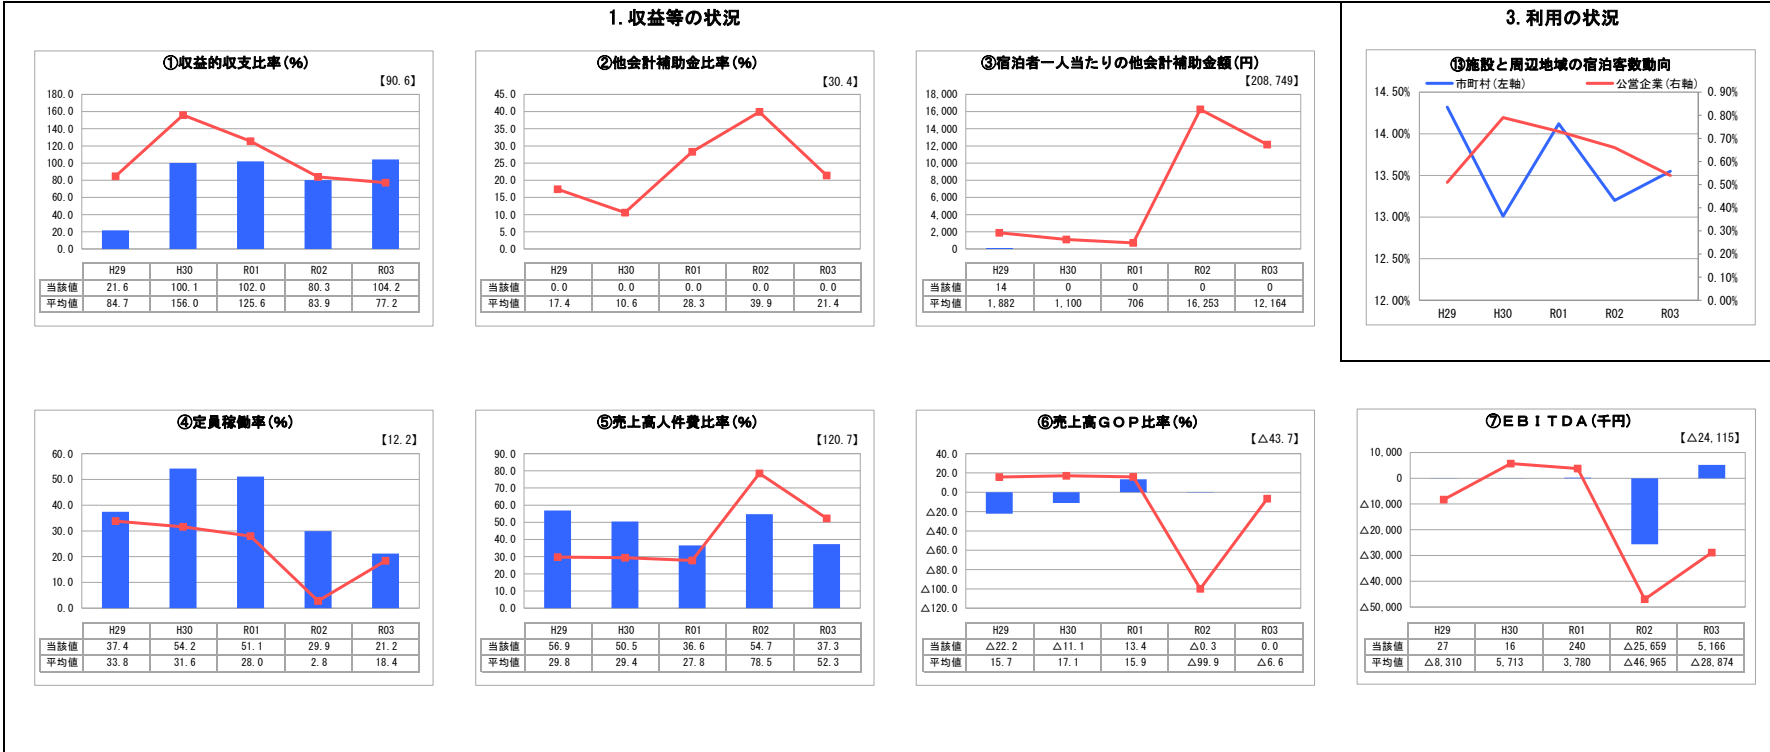 1. 収益等の状況
3. 利用の状況
①収益的収支比率(%)
【90.6】
180.0
160.0
140.0
120.0
100.0
80.0
60.0
40.0
20.0
0.0
H29 H30 R01 R02 R03
当該値 21.6 100.1 102.0 80.3 104.2
平均値 84.7 156.0 125.6 83.9 77.2
②他会計補助金比率(%)
【30.4】
45.0
40.0
35.0
30.0
25.0
20.0
15.0
10.0
5.0
0.0
H29 H30 R01 R02 R03
当該値 0.0 0.0 0.0 0.0 0.0
平均値 17.4 10.6 28.3 39.9 21.4
③宿泊者一人当たりの他会計補助金額(円)
【208,749】
18,000
16,000
14,000
12,000
10,000
8,000
6,000
4,000
2,000
0
H29 H30 R01 R02 R03
当該値 14 0 0 0 0
平均値 1,882 1,100 706 16,253 12,164
⑬施設と周辺地域の宿泊客数動向
市町村(左軸) 公営企業(右軸)
14.50%
14.00%
13.50%
13.00%
12.50%
12.00%
0.90%
0.80%
0.70%
0.60%
0.50%
0.40%
0.30%
0.20%
0.10%
0.00%
H29 H30 R01 R02 R03
④定員稼働率(%)
【12.2】
60.0
50.0
40.0
30.0
20.0
10.0
0.0
H29 H30 R01 R02 R03
当該値 37.4 54.2 51.1 29.9 21.2
平均値 33.8 31.6 28.0 2.8 18.4
⑤売上高人件費比率(%)
【120.7】
90.0
80.0
70.0
60.0
50.0
40.0
30.0
20.0
10.0
0.0
H29 H30 R01 R02 R03
当該値 56.9 50.5 36.6 54.7 37.3
平均値 29.8 29.4 27.8 78.5 52.3
⑥売上高GOP比率(%)
【△43.7】
40.0
20.0
0.0
△20.0
△40.0
△60.0
△80.0
△100.0
△120.0
H29 H30 R01 R02 R03
当該値 △22.2 △11.1 13.4 △0.3 0.0
平均値 15.7 17.1 15.9 △99.9 △6.6
⑦EBITDA(千円)
【△24,115】
10,000
0
△10,000
△20,000
△30,000
△40,000
△50,000
H29 H30 R01 R02 R03
当該値 27 16 240 △25,659 5,166
平均値 △8,310 5,713 3,780 △46,965 △28,874